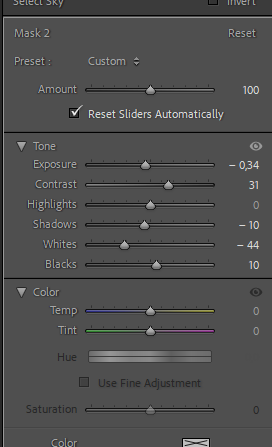 Select Sky Invert
Mask 2 Reset
Preset : Custom
Amount 100
Reset Sliders Automatically
Tone
Exposure – 0,34
Contrast 31
Highlights 0
Shadows – 10
Whites – 44
Blacks 10
Color
Temp 0
Tint 0
Hue
Use Fine Adjustment
Saturation 0
Color